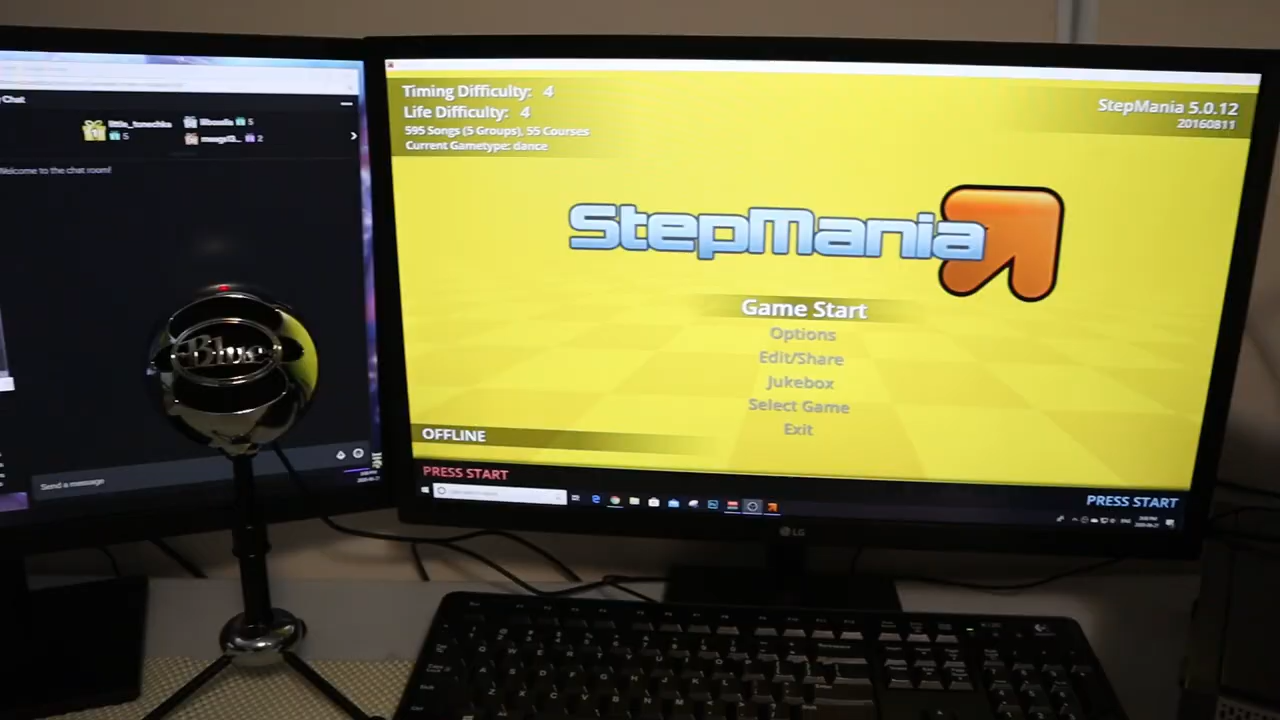 Chat
5
2
Welcome to the chat room!
Send a message
Blue
Timing Difficulty: 4
Life Difficulty: 4
595 Songs (5 Groups), 55 Courses
Current Gametype: dance
StepMania 5.0.12
20160811
StepMania
Game Start
Options
Edit/Share
Jukebox
Select Game
Exit
OFFLINE
PRESS START
PRESS START
LG